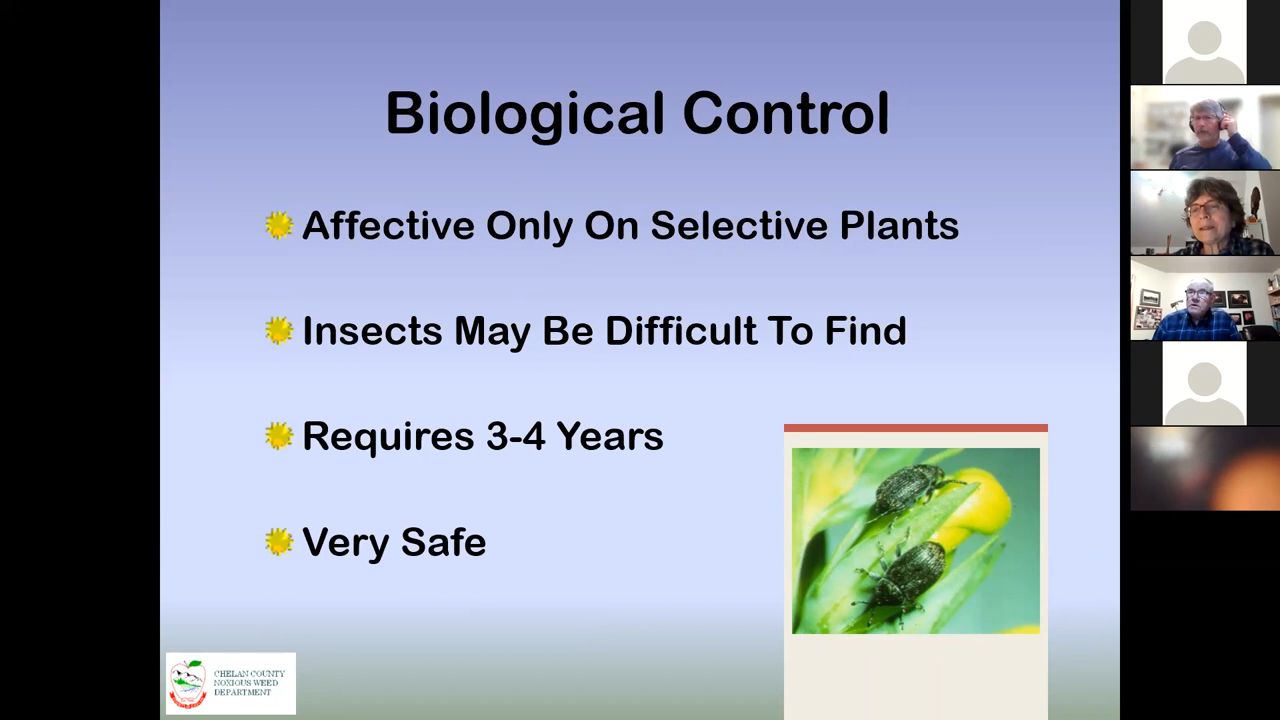 Biological Control
Affective Only On Selective Plants
Insects May Be Difficult To Find
Requires 3-4 Years
Very Safe
CHELAN COUNTY
NOXIOUS WEED
DEPARTMENT